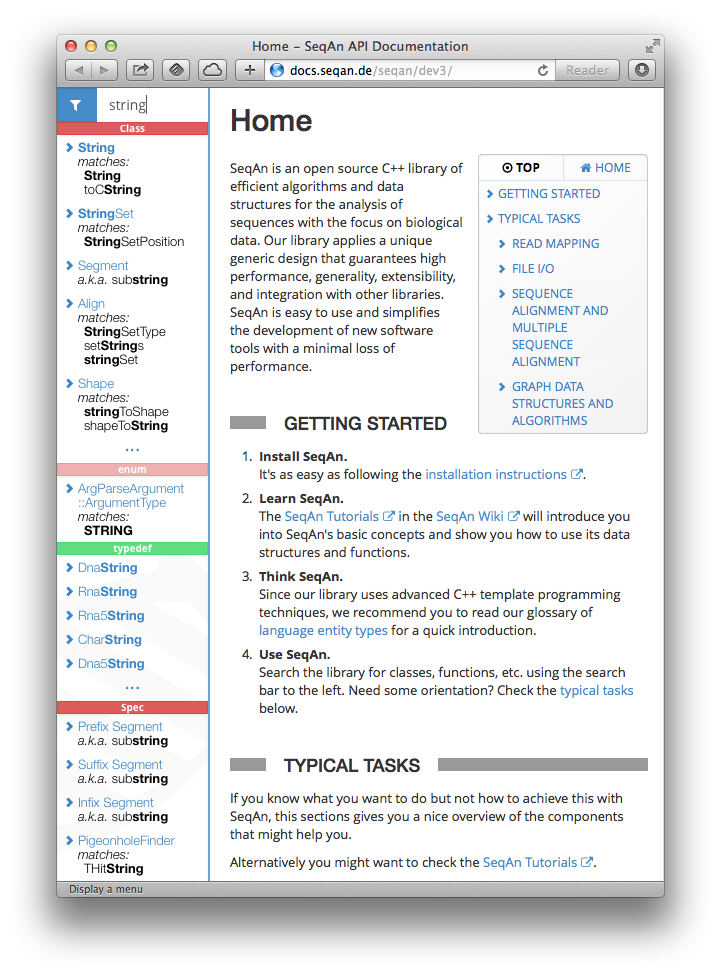 Home – SeqAn API Documentation
docs.seqan.de/seqan/dev3/
Reader
string
Class
String
matches:
String
toCString
StringSet
matches:
StringSetPosition
Segment
a.k.a. substring
Align
matches:
StringSetType
setStrings
stringSet
Shape
matches:
stringToShape
shapeToString
...
enum
ArgParseArgument
::ArgumentType
matches:
STRING
typedef
DnaString
RnaString
Rna5String
CharString
Dna5String
...
Spec
Prefix Segment
a.k.a. substring
Suffix Segment
a.k.a. substring
Infix Segment
a.k.a. substring
PigeonholeFinder
matches:
THitString
Home
SeqAn is an open source C++ library of
efficient algorithms and data
structures for the analysis of
sequences with the focus on biological
data. Our library applies a unique
generic design that guarantees high
performance, generality, extensibility,
and integration with other libraries.
SeqAn is easy to use and simplifies
the development of new software
tools with a minimal loss of
performance.
TOP
HOME
GETTING STARTED
TYPICAL TASKS
READ MAPPING
FILE I/O
SEQUENCE
ALIGNMENT AND
MULTIPLE
SEQUENCE
ALIGNMENT
GRAPH DATA
STRUCTURES AND
ALGORITHMS
GETTING STARTED
1. Install SeqAn.
It's as easy as following the installation instructions.
2. Learn SeqAn.
The SeqAn Tutorials in the SeqAn Wiki will introduce you
into SeqAn's basic concepts and show you how to use its data
structures and functions.
3. Think SeqAn.
Since our library uses advanced C++ template programming
techniques, we recommend you to read our glossary of
language entity types for a quick introduction.
4. Use SeqAn.
Search the library for classes, functions, etc. using the search
bar to the left. Need some orientation? Check the typical tasks
below.
TYPICAL TASKS
If you know what you want to do but not how to achieve this with
SeqAn, this sections gives you a nice overview of the components
that might help you.
Alternatively you might want to check the SeqAn Tutorials.
Display a menu